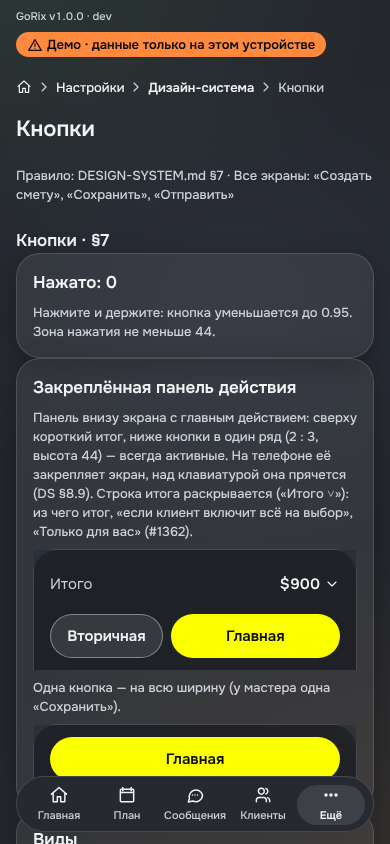 GoRix v1.0.0 · dev
Демо · данные только на этом устройстве
Настройки > Дизайн-система > Кнопки
Кнопки
Правило: DESIGN-SYSTEM.md §7 · Все экраны: «Создать
смету», «Сохранить», «Отправить»
Кнопки · §7
Нажато: 0
Нажмите и держите: кнопка уменьшается до 0.95.
Зона нажатия не меньше 44.
Закреплённая панель действия
Панель внизу экрана с главным действием: сверху
короткий итог, ниже кнопки в один ряд (2 : 3,
высота 44) — всегда активные. На телефоне её
закрепляет экран, над клавиатурой она прячется
(DS §8.9). Строка итога раскрывается («Итого ˅»):
из чего итог, «если клиент включит всё на выбор»,
«Только для вас» (#1362).
Итого $900
Вторичная Главная
Одна кнопка — на всю ширину (у мастера одна
«Сохранить»).
Главная
Главная План Сообщения Клиенты Ещё
Виды